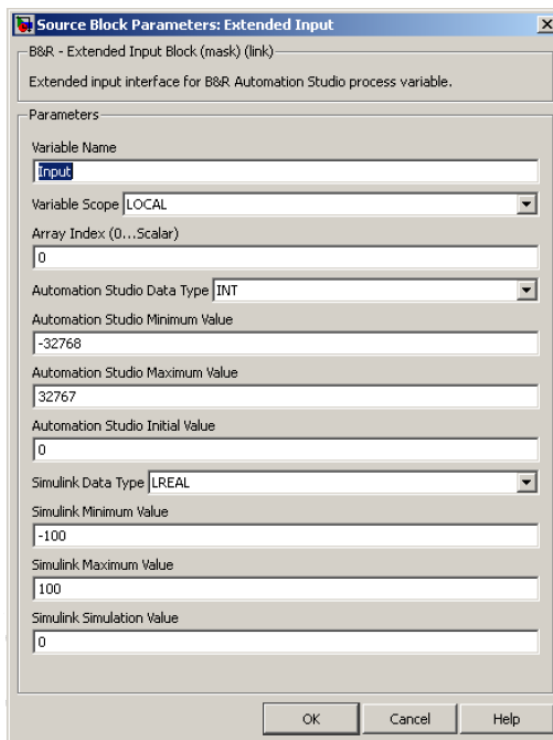 Source Block Parameters: Extended Input
B&R - Extended Input Block (mask) (link)
Extended input interface for B&R Automation Studio process variable.
Parameters
Variable Name
Input
Variable Scope LOCAL
Array Index (0...Scalar)
0
Automation Studio Data Type INT
Automation Studio Minimum Value
-32768
Automation Studio Maximum Value
32767
Automation Studio Initial Value
0
Simulink Data Type LREAL
Simulink Minimum Value
-100
Simulink Maximum Value
100
Simulink Simulation Value
0
OK Cancel Help